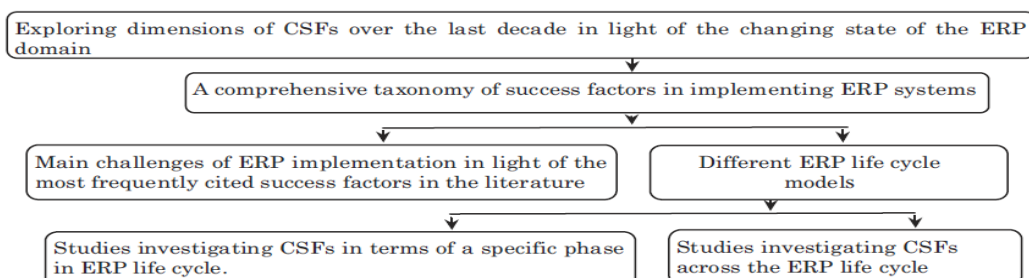 Exploring dimensions of CSFs over the last decade in light of the changing state of the ERP
domain
A comprehensive taxonomy of success factors in implementing ERP systems
Main challenges of ERP implementation in light of the
most frequently cited success factors in the literature
Different ERP life cycle
models
Studies investigating CSFs in terms of a specific phase
in ERP life cycle.
Studies investigating CSFs
across the ERP life cycle